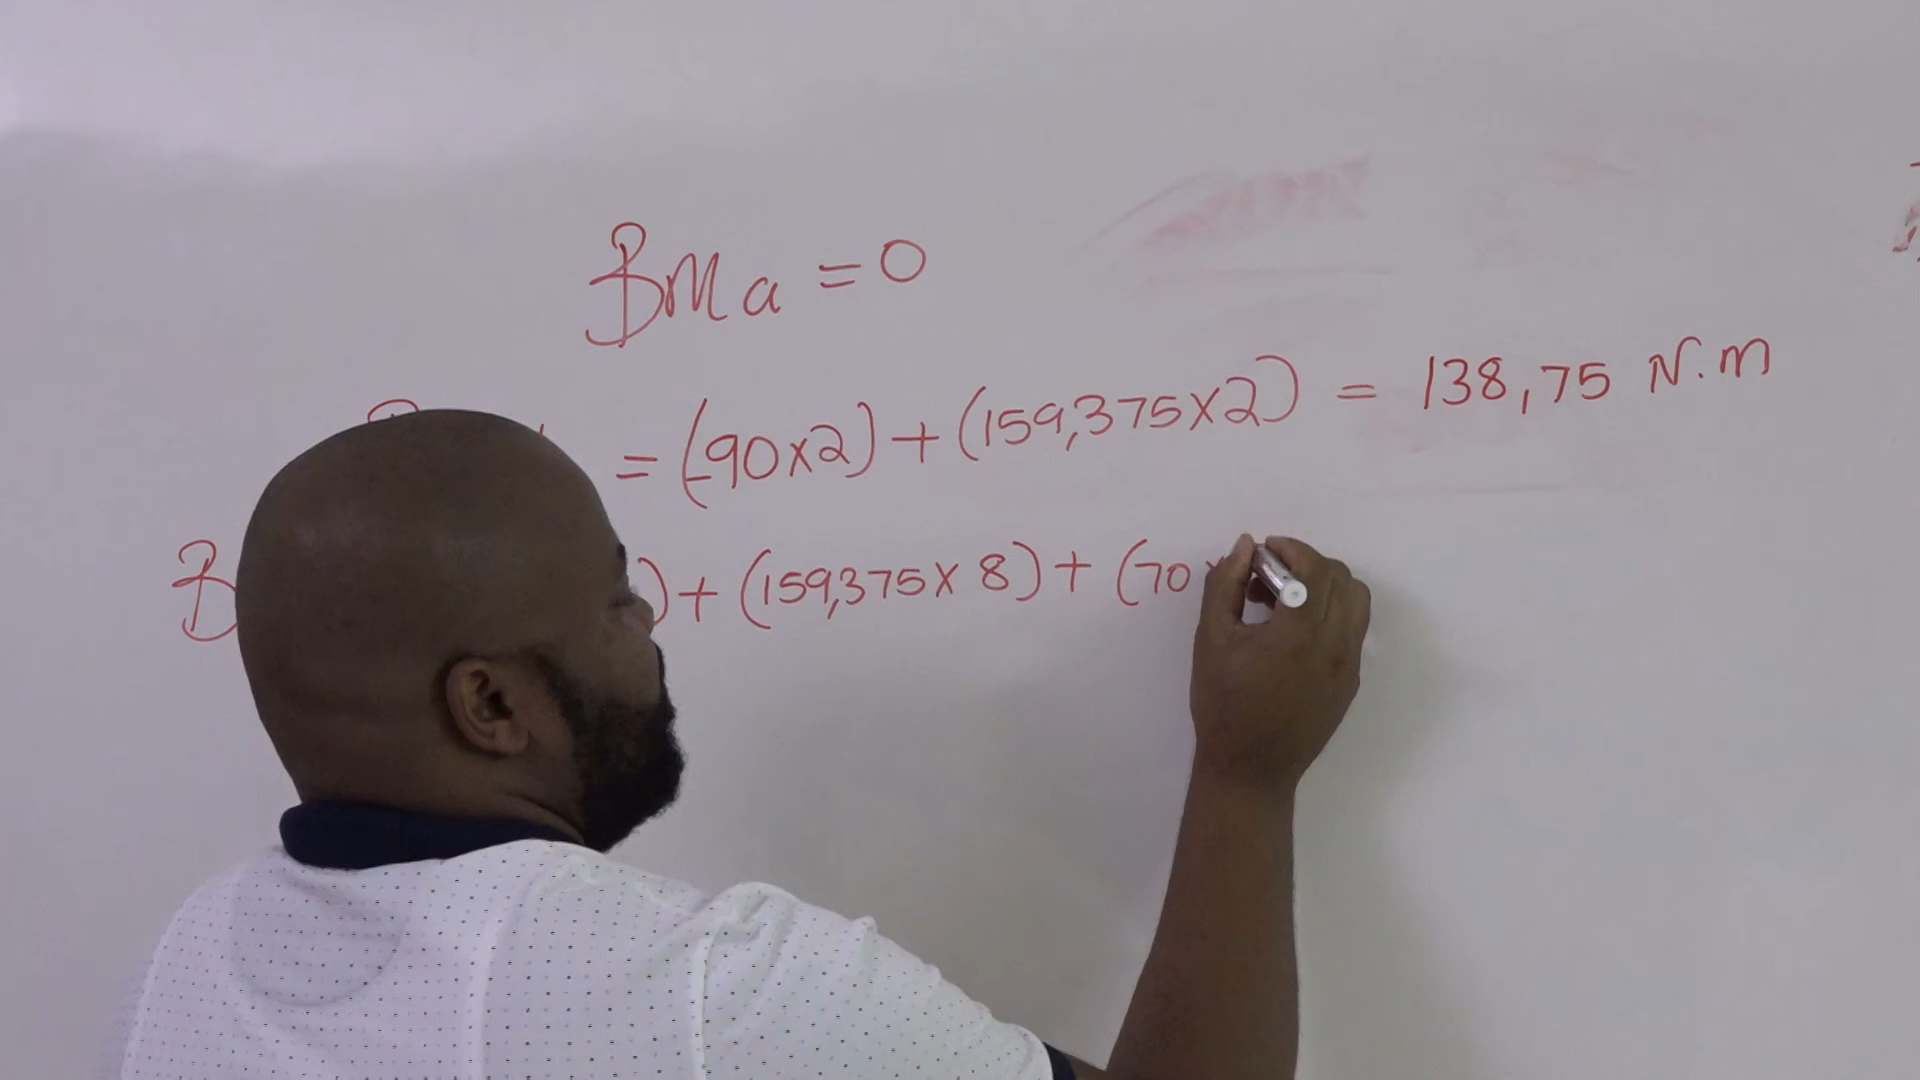 BMa = 0
= (-90x2) + (159,375x2) = 138,75 N.m
B ) + (159,375x 8) + (70